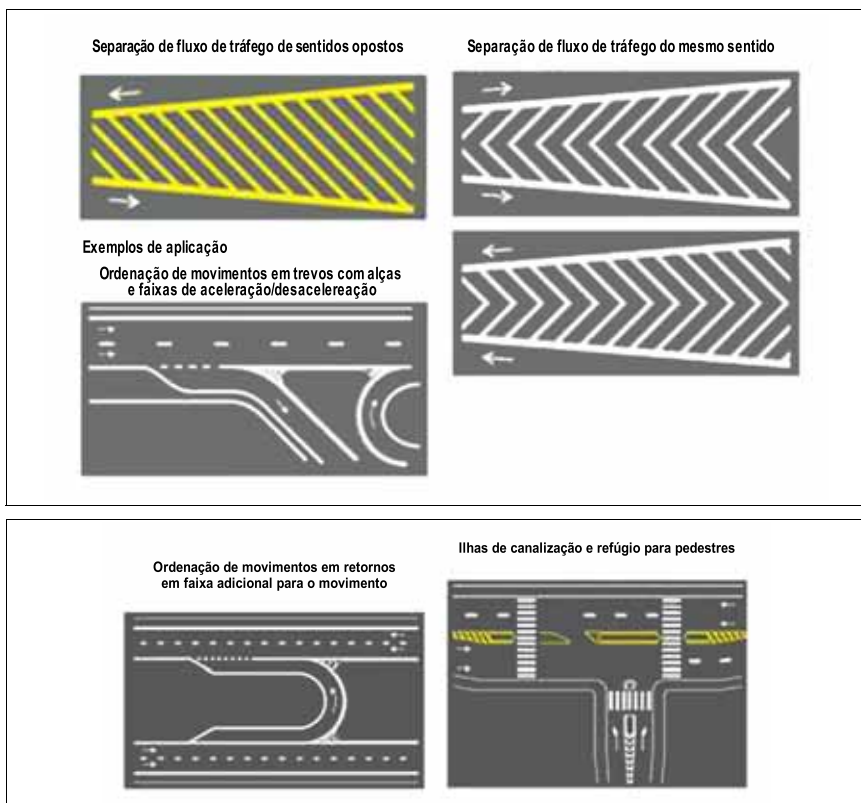 Separação de fluxo de tráfego de sentidos opostos
Separação de fluxo de tráfego do mesmo sentido
Exemplos de aplicação
Ordenação de movimentos em trevos com alças
e faixas de aceleração/desacelereação
Ordenação de movimentos em retornos
em faixa adicional para o movimento
Ilhas de canalização e refúgio para pedestres